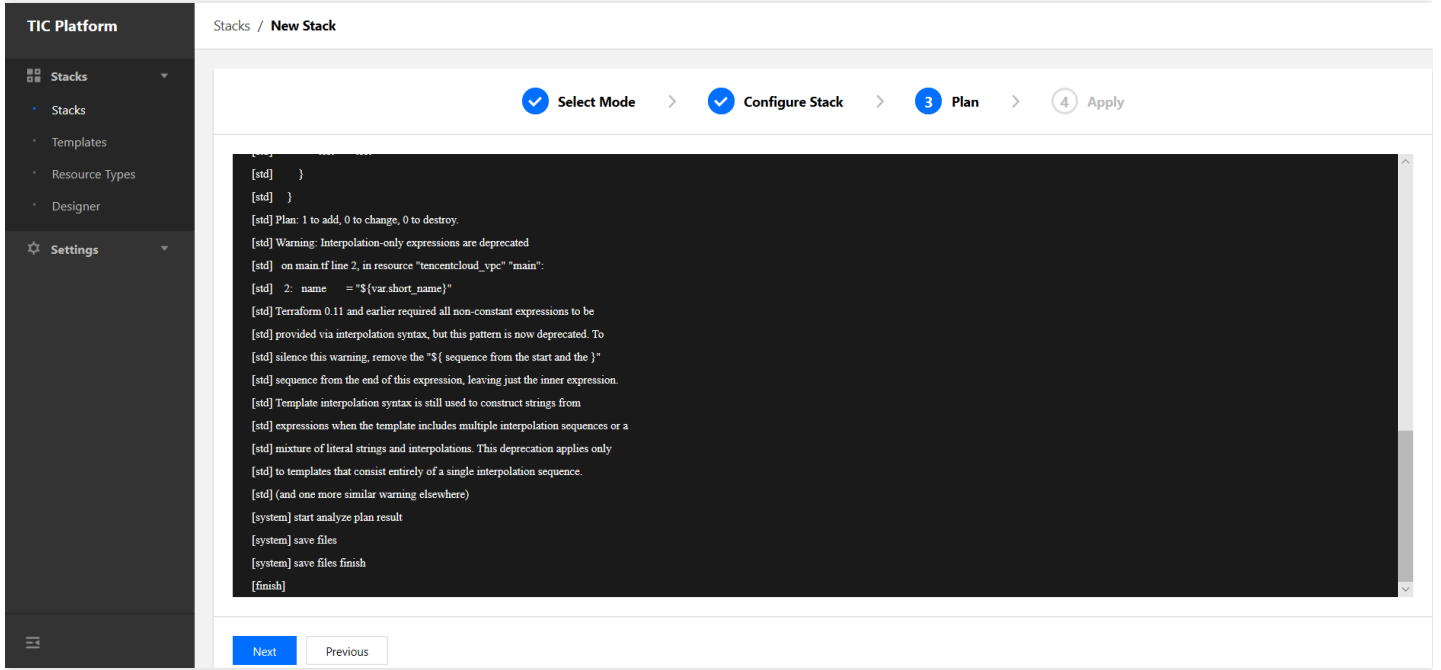 TIC Platform
Stacks / New Stack
Stacks
Stacks
Templates
Resource Types
Designer
Settings
Select Mode
Configure Stack
3 Plan
4 Apply
[std] }
[std] }
[std] Plan: 1 to add, 0 to change, 0 to destroy.
[std] Warning: Interpolation-only expressions are deprecated
[std] on main.tf line 2, in resource "tencentcloud_vpc" "main":
[std] 2: name = "${var.short_name}"
[std] Terraform 0.11 and earlier required all non-constant expressions to be
[std] provided via interpolation syntax, but this pattern is now deprecated. To
[std] silence this warning, remove the "${ sequence from the start and the }"
[std] sequence from the end of this expression, leaving just the inner expression.
[std] Template interpolation syntax is still used to construct strings from
[std] expressions when the template includes multiple interpolation sequences or a
[std] mixture of literal strings and interpolations. This deprecation applies only
[std] to templates that consist entirely of a single interpolation sequence.
[std] (and one more similar warning elsewhere)
[system] start analyze plan result
[system] save files
[system] save files finish
[finish]
Next
Previous